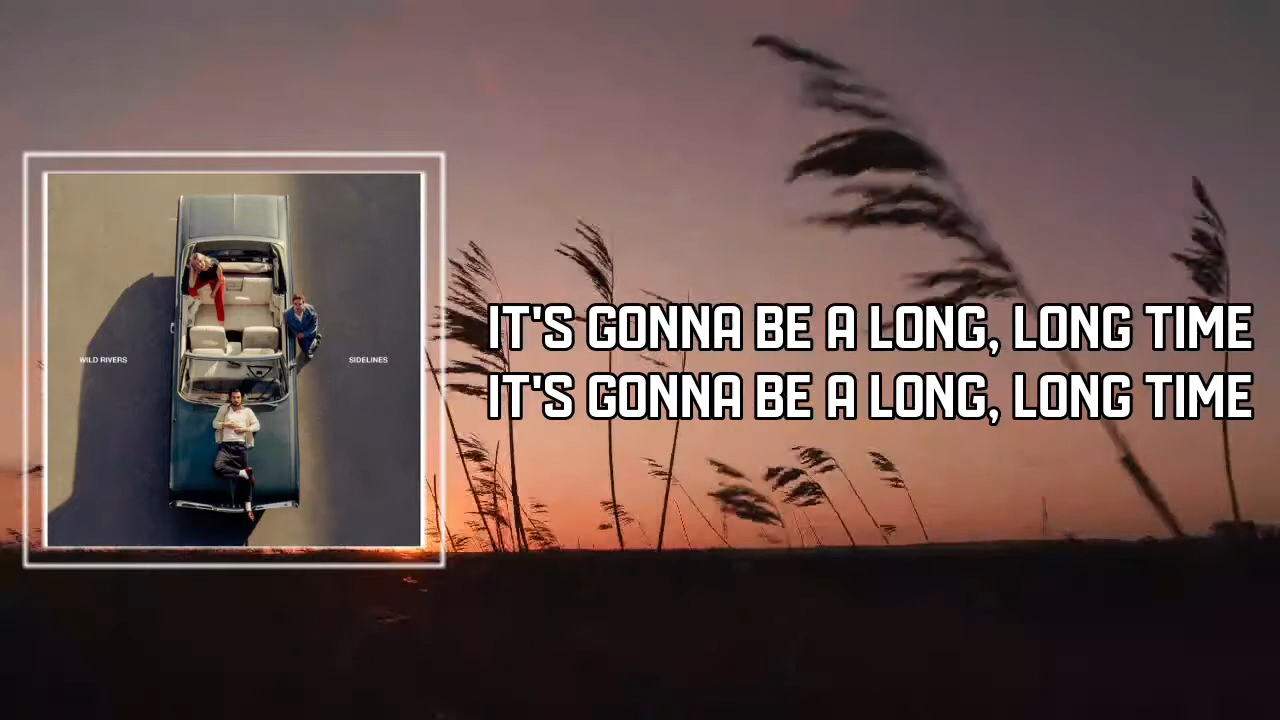 WILD RIVERS
SIDELINES
IT'S GONNA BE A LONG, LONG TIME
IT'S GONNA BE A LONG, LONG TIME